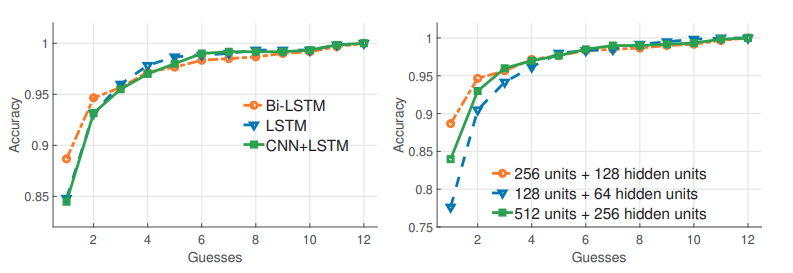 1
0.95
0.9
0.85
Accuracy
2 4 6 8 10 12
Guesses
Bi-LSTM
LSTM
CNN+LSTM
1
0.95
0.9
0.85
0.8
0.75
Accuracy
2 4 6 8 10 12
Guesses
256 units + 128 hidden units
128 units + 64 hidden units
512 units + 256 hidden units